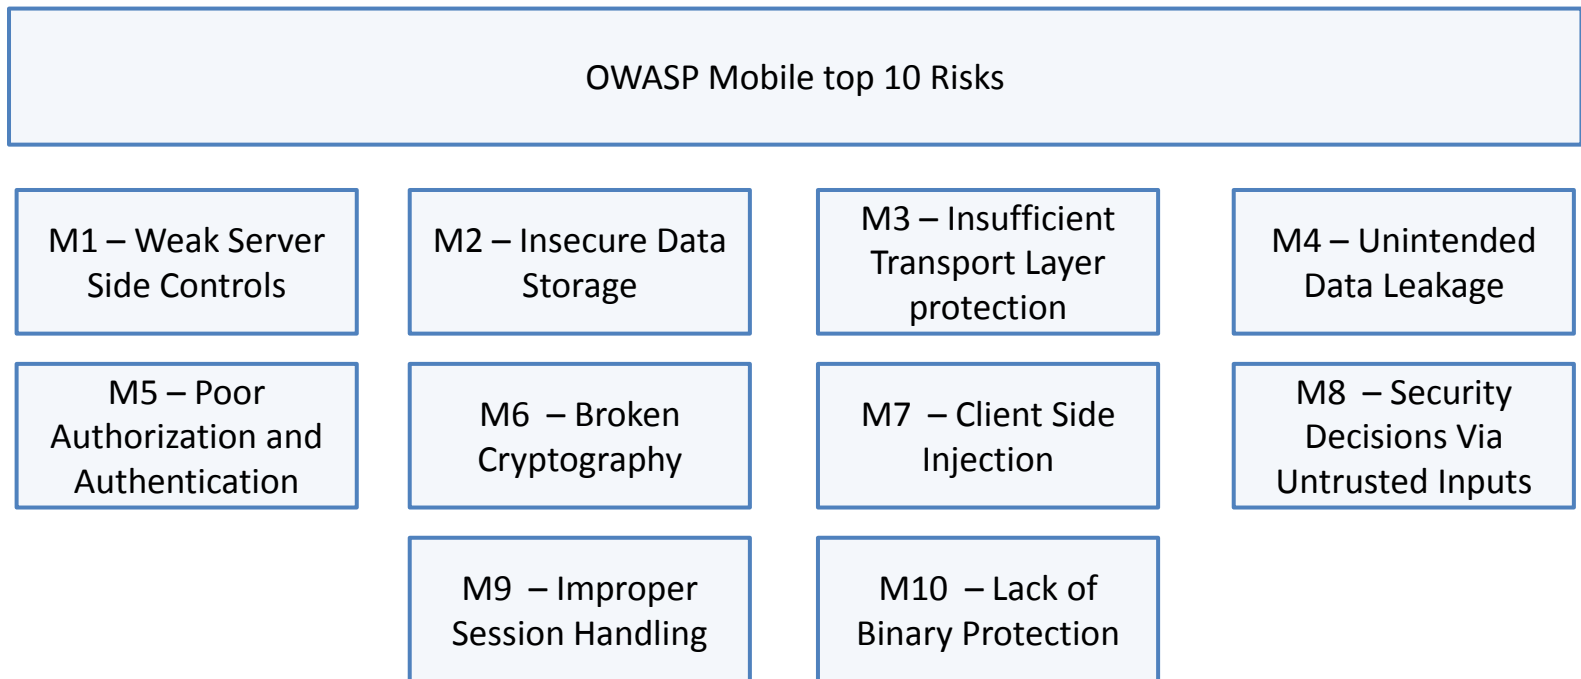 OWASP Mobile top 10 Risks
M1 – Weak Server
Side Controls
M2 – Insecure Data
Storage
M3 – Insufficient
Transport Layer
protection
M4 – Unintended
Data Leakage
M5 – Poor
Authorization and
Authentication
M6 – Broken
Cryptography
M7 – Client Side
Injection
M8 – Security
Decisions Via
Untrusted Inputs
M9 – Improper
Session Handling
M10 – Lack of
Binary Protection